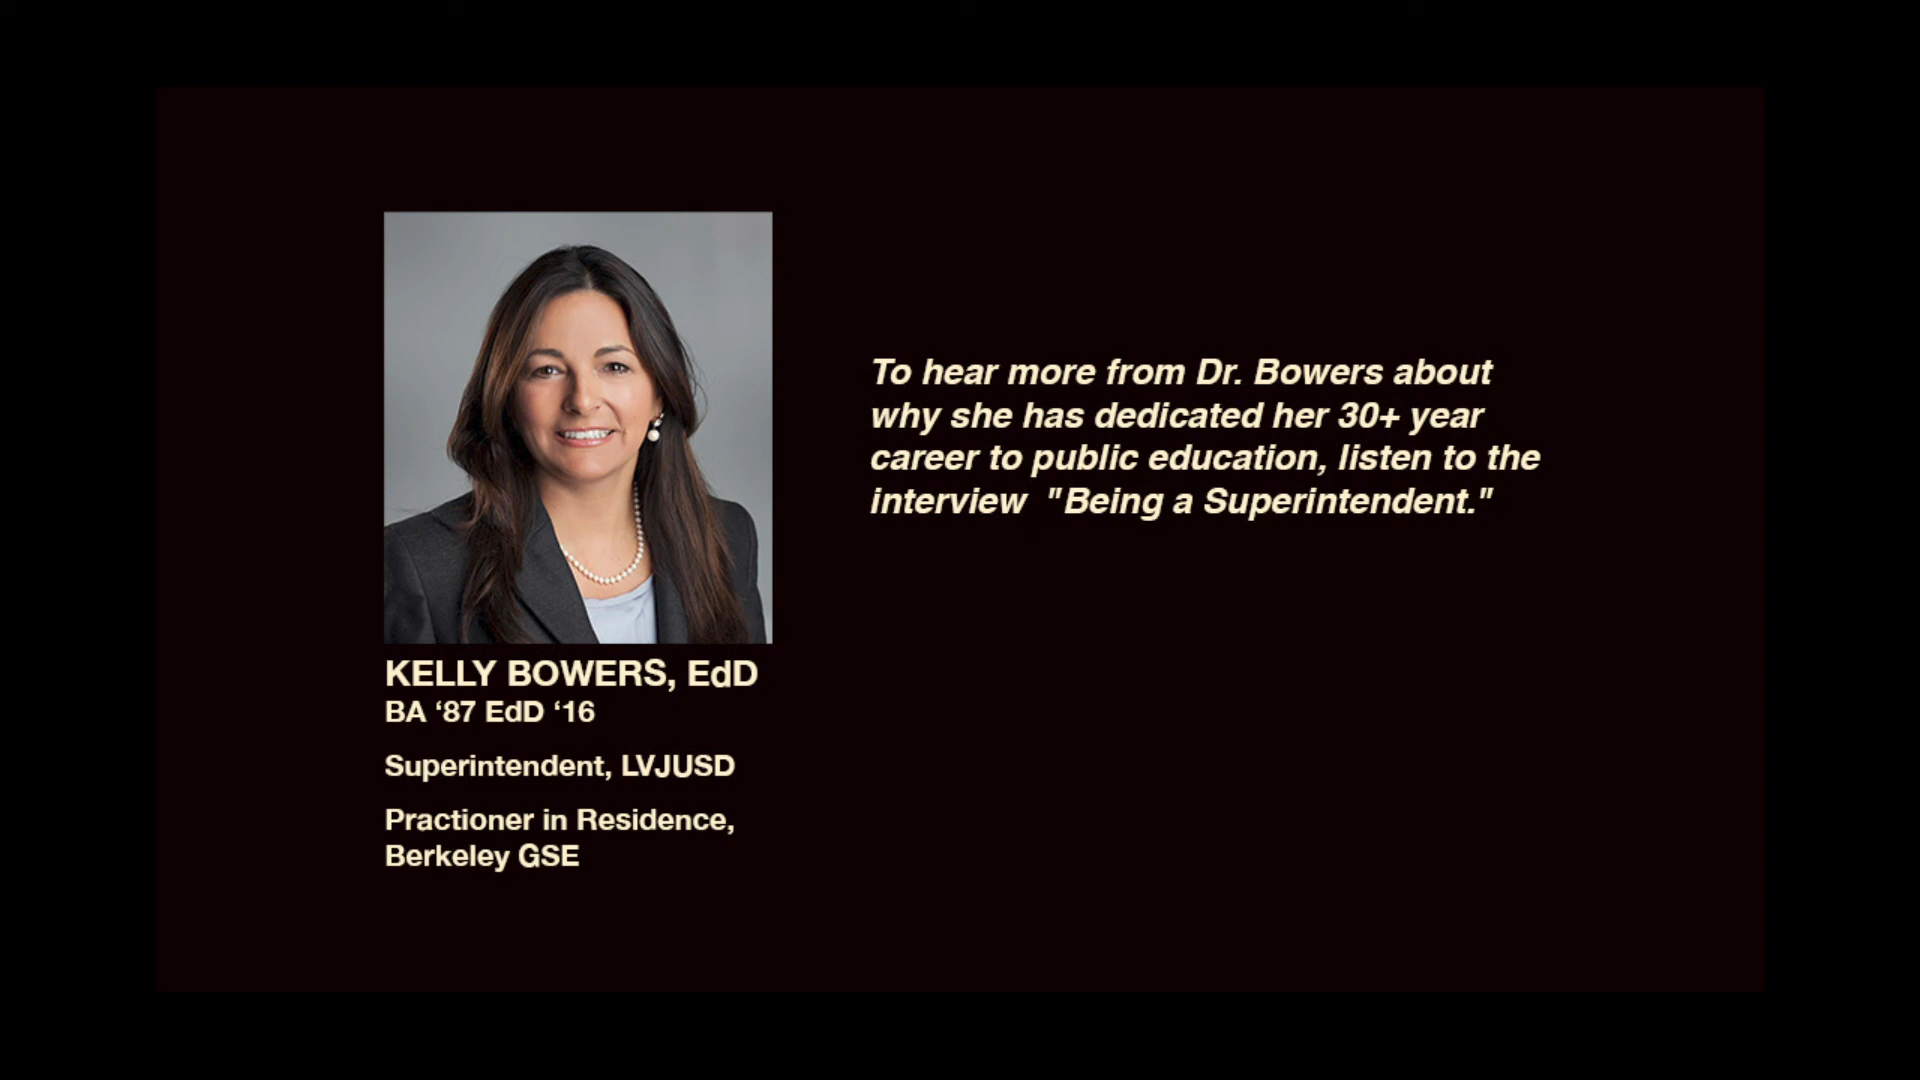 To hear more from Dr. Bowers about
why she has dedicated her 30+ year
career to public education, listen to the
interview  "Being a Superintendent."
KELLY BOWERS, EdD
BA ‘87 EdD ‘16
Superintendent, LVJUSD
Practioner in Residence,
Berkeley GSE